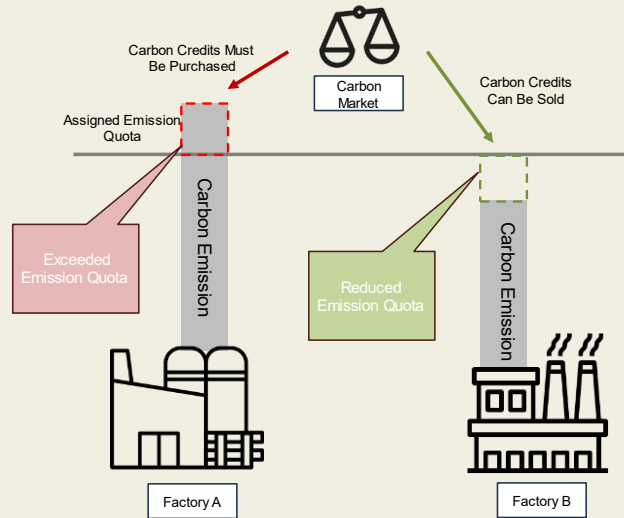 Carbon Credits Must
Be Purchased
Carbon
Market
Carbon Credits
Can Be Sold
Assigned Emission
Quota
Carbon Emission
Exceeded
Emission Quota
Carbon Emission
Reduced
Emission Quota
Factory A
Factory B